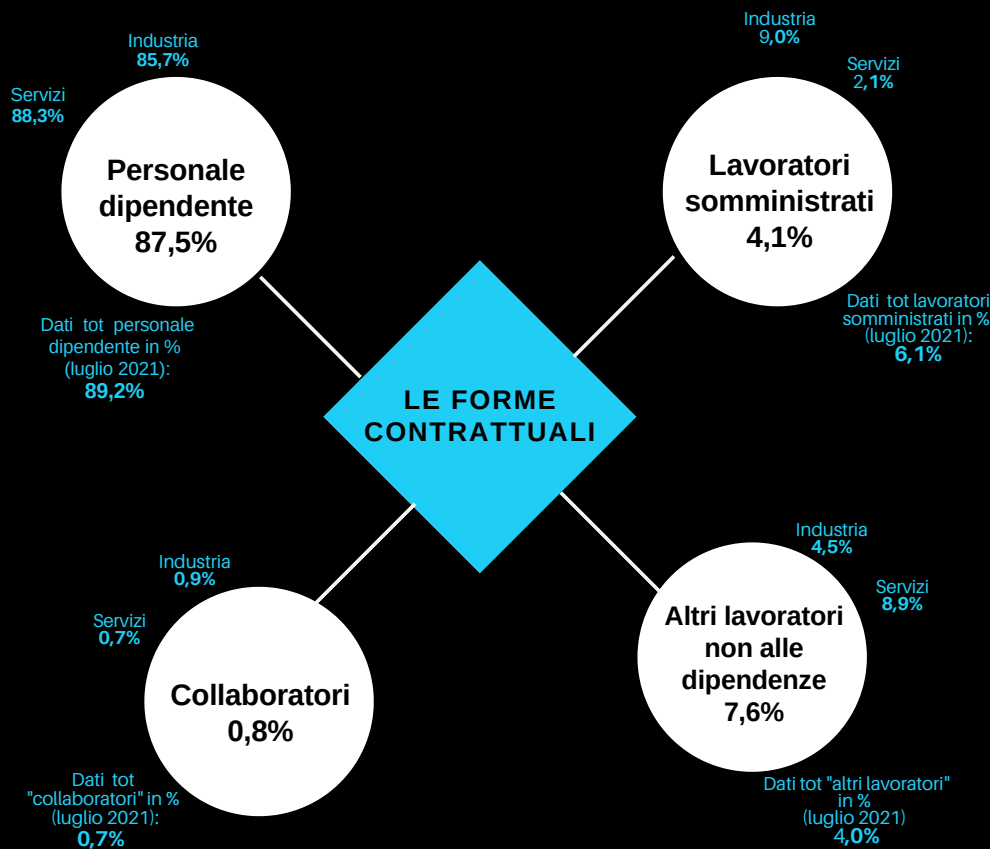 Industria
85,7%
Servizi
88,3%
Personale
dipendente
87,5%
Dati tot personale
dipendente in %
(luglio 2021):
89,2%
Industria
9,0%
Servizi
2,1%
Lavoratori
somministrati
4,1%
Dati tot lavoratori
somministrati in %
(luglio 2021):
6,1%
LE FORME
CONTRATTUALI
Industria
0,9%
Servizi
0,7%
Collaboratori
0,8%
Dati tot
"collaboratori" in %
(luglio 2021):
0,7%
Industria
4,5%
Servizi
8,9%
Altri lavoratori
non alle
dipendenze
7,6%
Dati tot "altri lavoratori"
in %
(luglio 2021)
4,0%